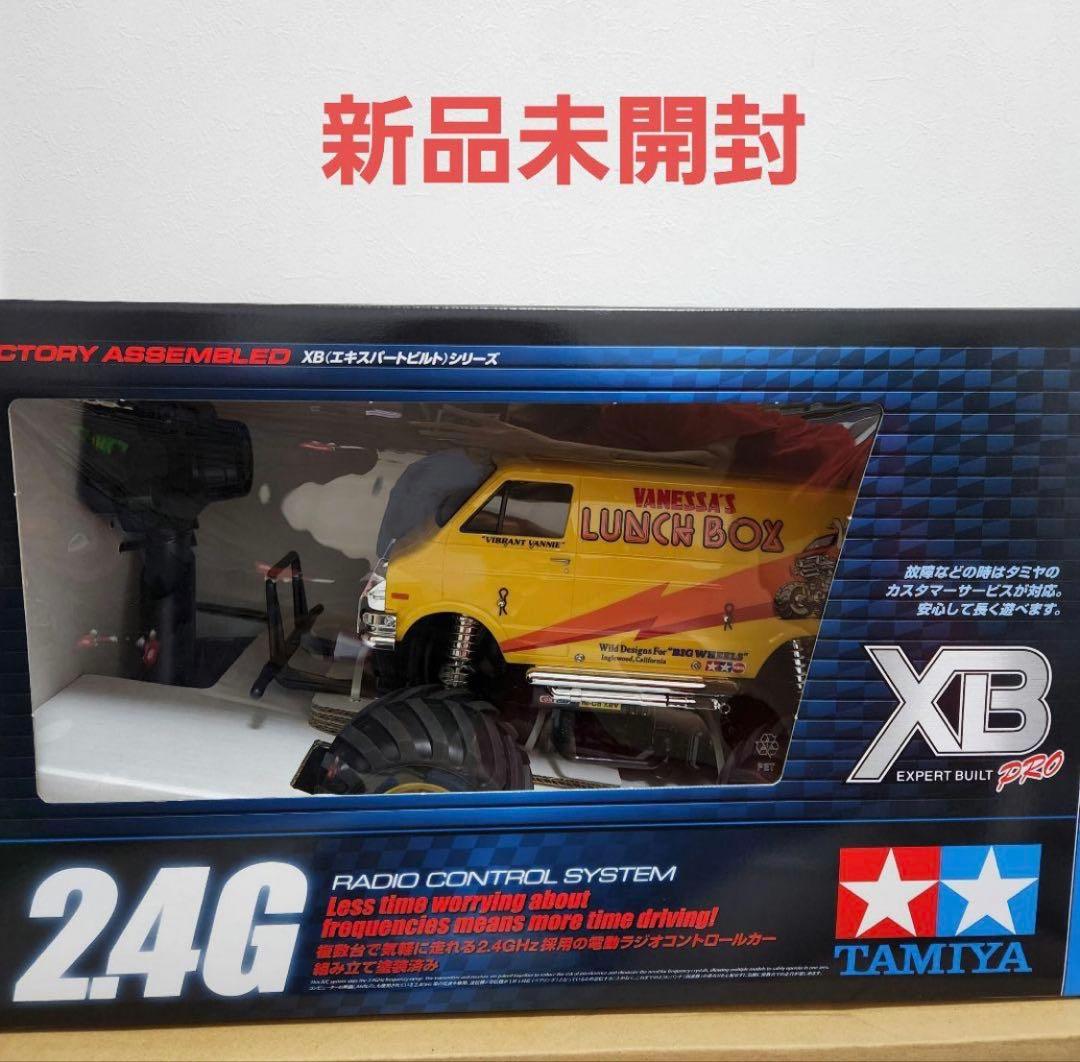 新品未開封
CTORY ASSEMBLED XB(エキスパートビルト)シリーズ
VANESSA'S
LUNCH BOX
"VIBRANT VANNIE"
Wild Designs For "BIG WHEELS"
Inglewood, California
故障などの時はタミヤの
カスタマーサービスが対応。
安心して長く遊べます。
XB
EXPERT BUILT PRO
PET
2.4G
RADIO CONTROL SYSTEM
Less time worrying about
frequencies means more time driving!
複数台で気軽に走れる2.4GHz採用の電動ラジオコントロールカー
組み立て塗装済み
TAMIYA